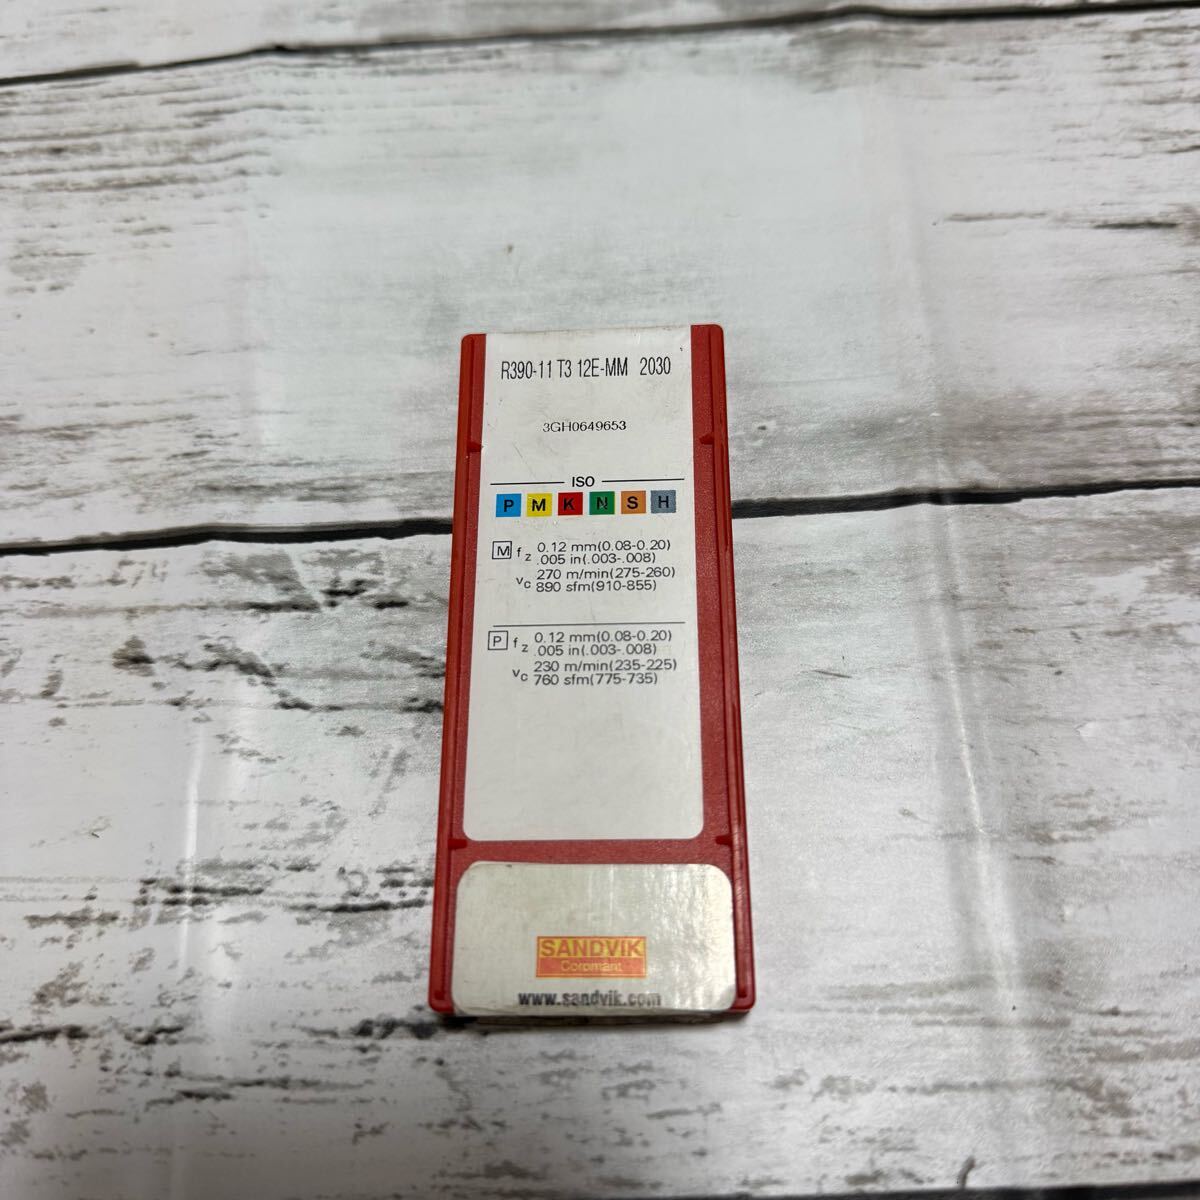 R390-11 T3 12E-MM 2030
3GH0649653
ISO
P M K N S H
M fz 0.12 mm(0.08-0.20)
.005 in(.003-.008)
vc 270 m/min(275-260)
890 sfm(910-855)
P fz 0.12 mm(0.08-0.20)
.005 in(.003-.008)
vc 230 m/min(235-225)
760 sfm(775-735)
SANDVIK
Coromant
www.sandvik.com